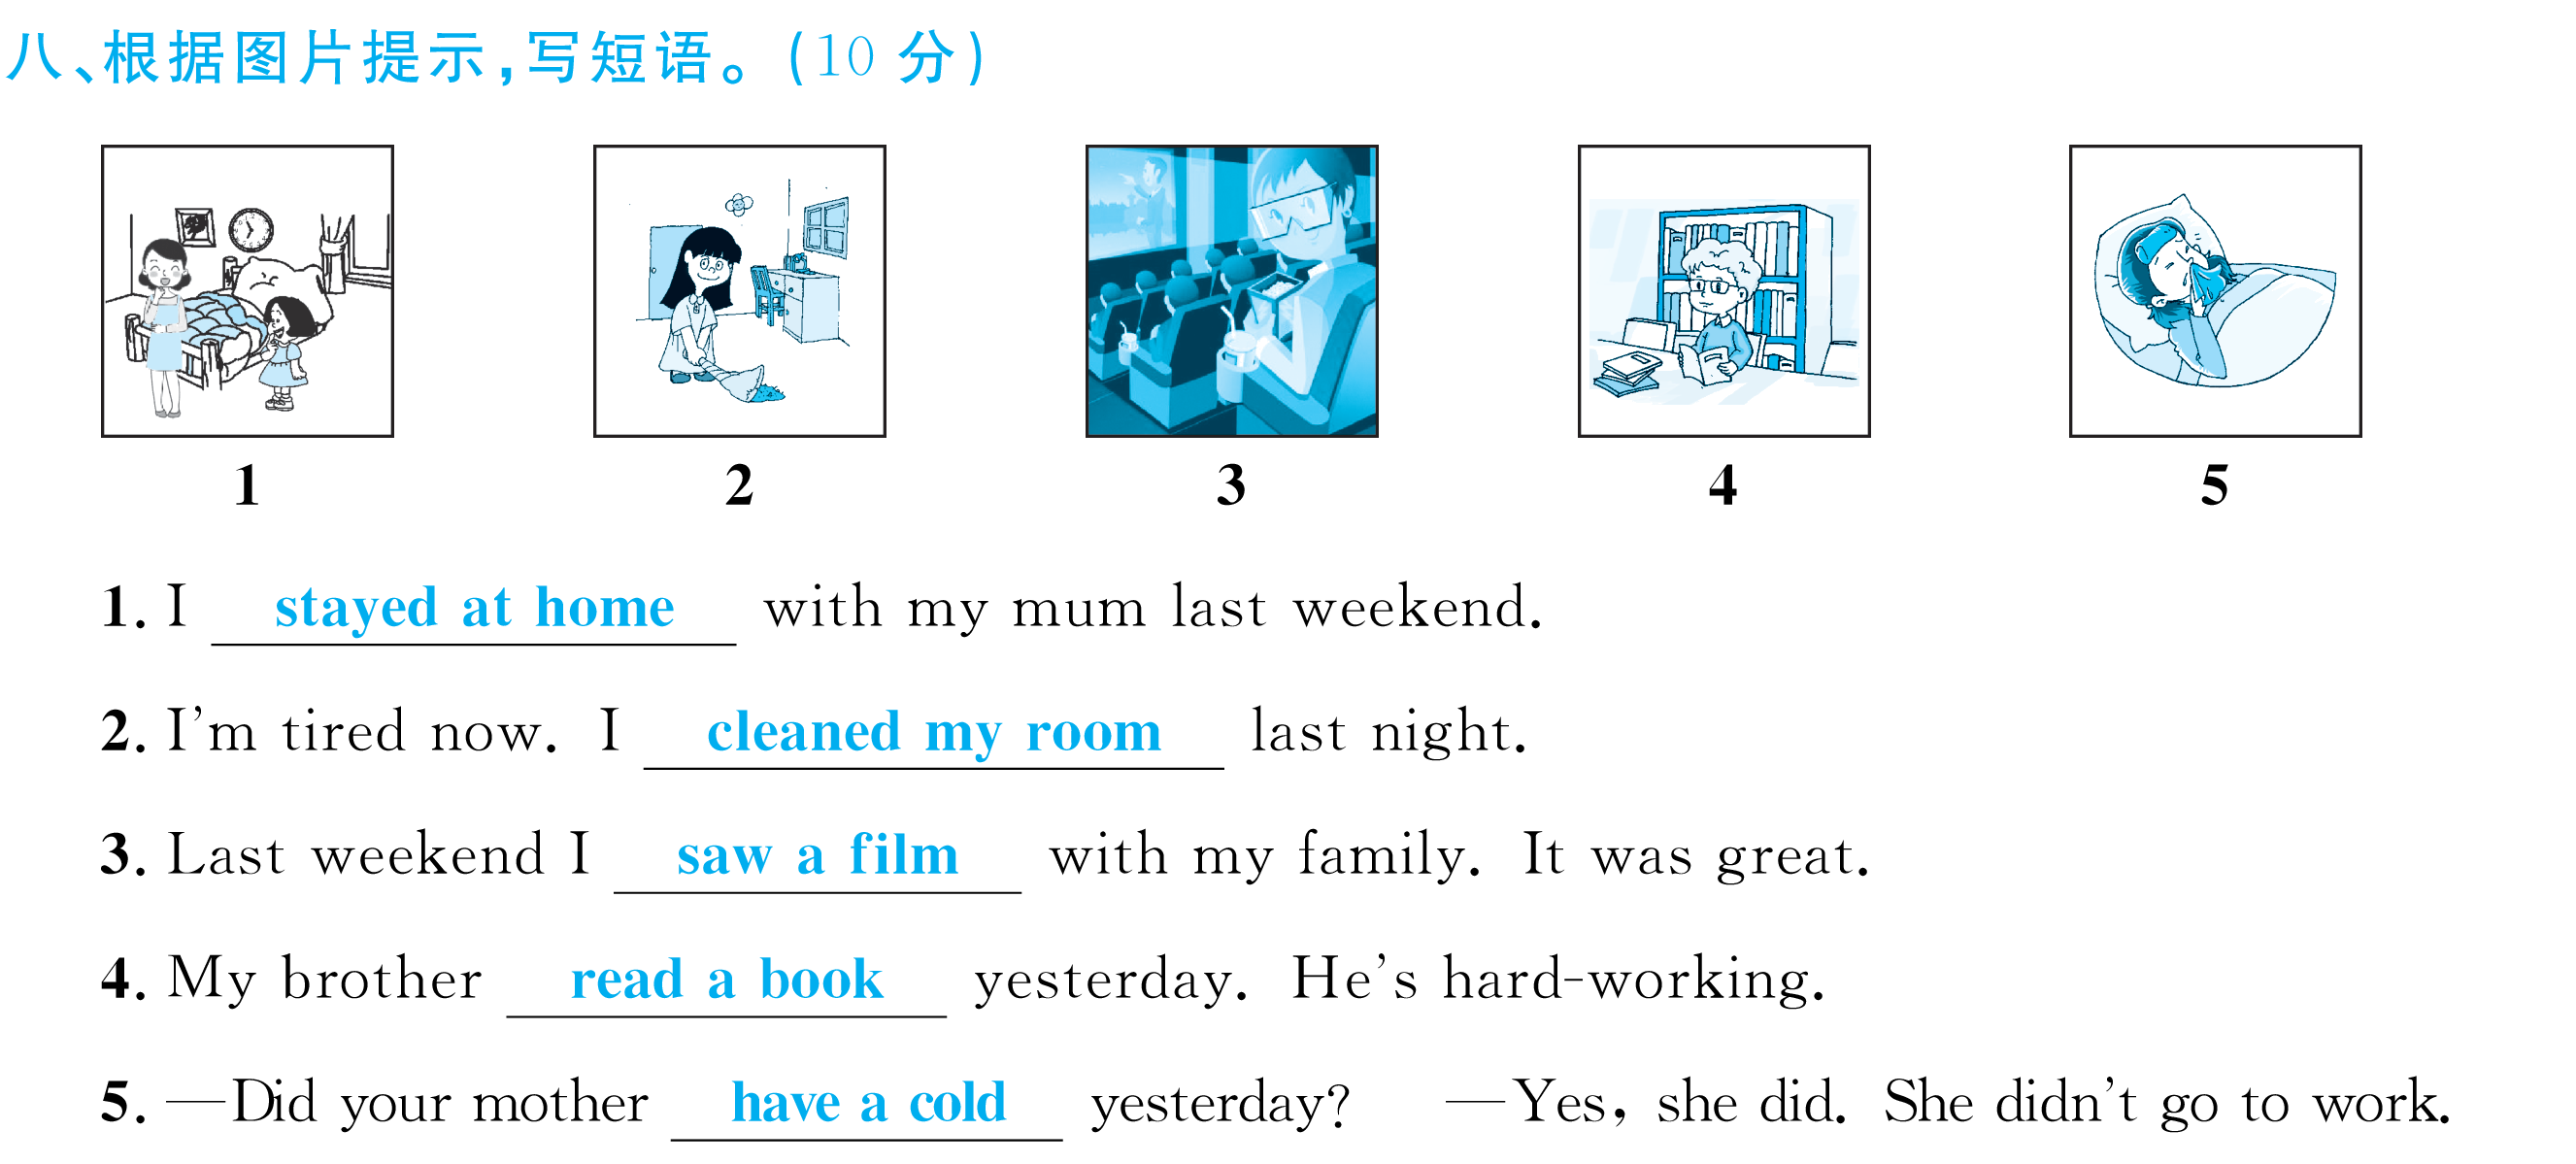 八、根据图片提示,写短语。(10 分)
1 2 3 4 5
1. I stayed at home with my mum last weekend.
2. I'm tired now. I cleaned my room last night.
3. Last weekend I saw a film with my family. It was great.
4. My brother read a book yesterday. He's hard-working.
5. —Did your mother have a cold yesterday? —Yes, she did. She didn't go to work.